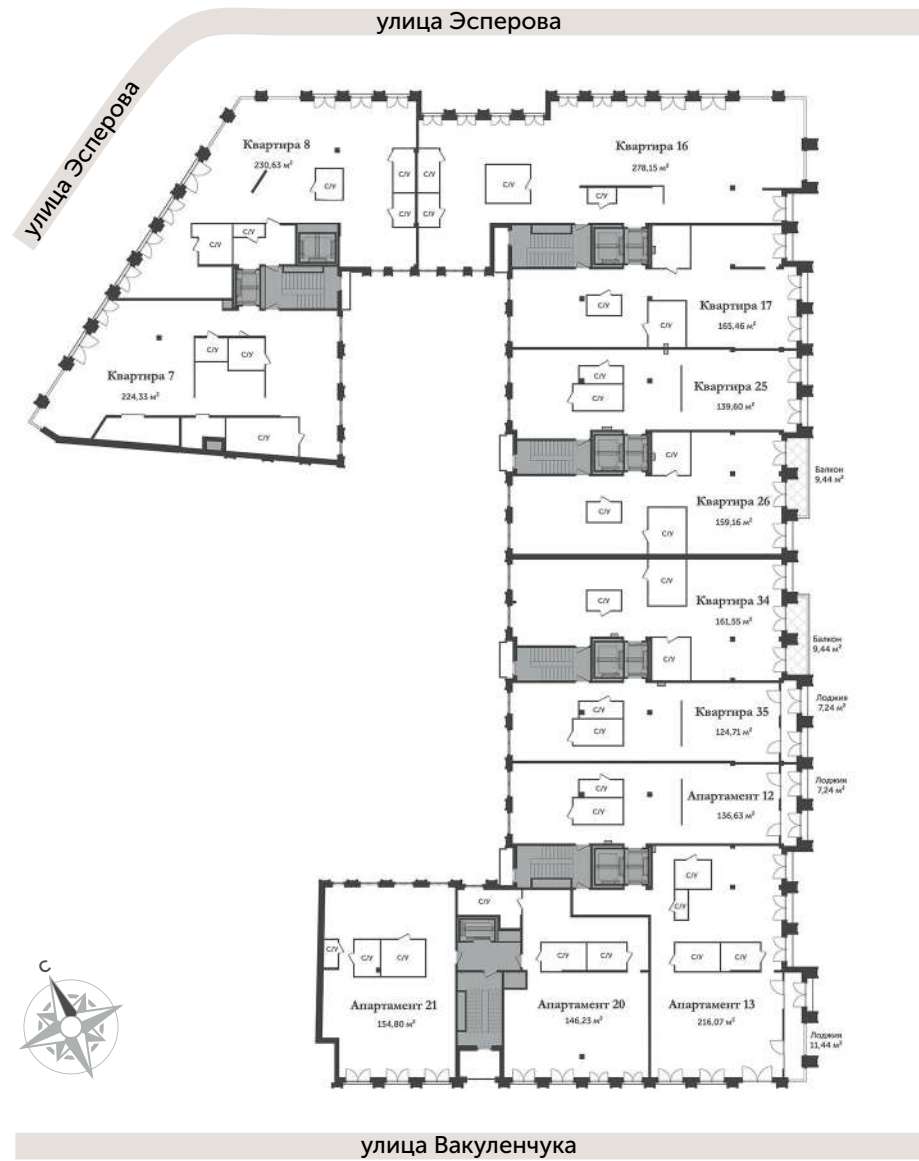 улица Эсперова
улица Эсперова
Квартира 8
230,63 м²
С/У
С/У
С/У
С/У
С/У
С/У
С/У
Квартира 16
278,15 м²
С/У
С/У
Квартира 17
165,46 м²
С/У
С/У
Квартира 7
224,33 м²
С/У
С/У
С/У
Квартира 25
139,60 м²
С/У
С/У
Квартира 26
159,16 м²
С/У
С/У
С/У
Балкон
9,44 м²
Квартира 34
161,55 м²
С/У
С/У
С/У
Балкон
9,44 м²
Квартира 35
124,71 м²
С/У
С/У
Лоджия
7,24 м²
Апартамент 12
136,63 м²
С/У
С/У
Лоджия
7,24 м²
С/У
С/У
С/У
С/У
С/У
С/У
С/У
С/У
С/У
С/У
Апартамент 21
154,80 м²
Апартамент 20
146,23 м²
Апартамент 13
216,07 м²
Лоджия
11,44 м²
С
улица Вакуленчука